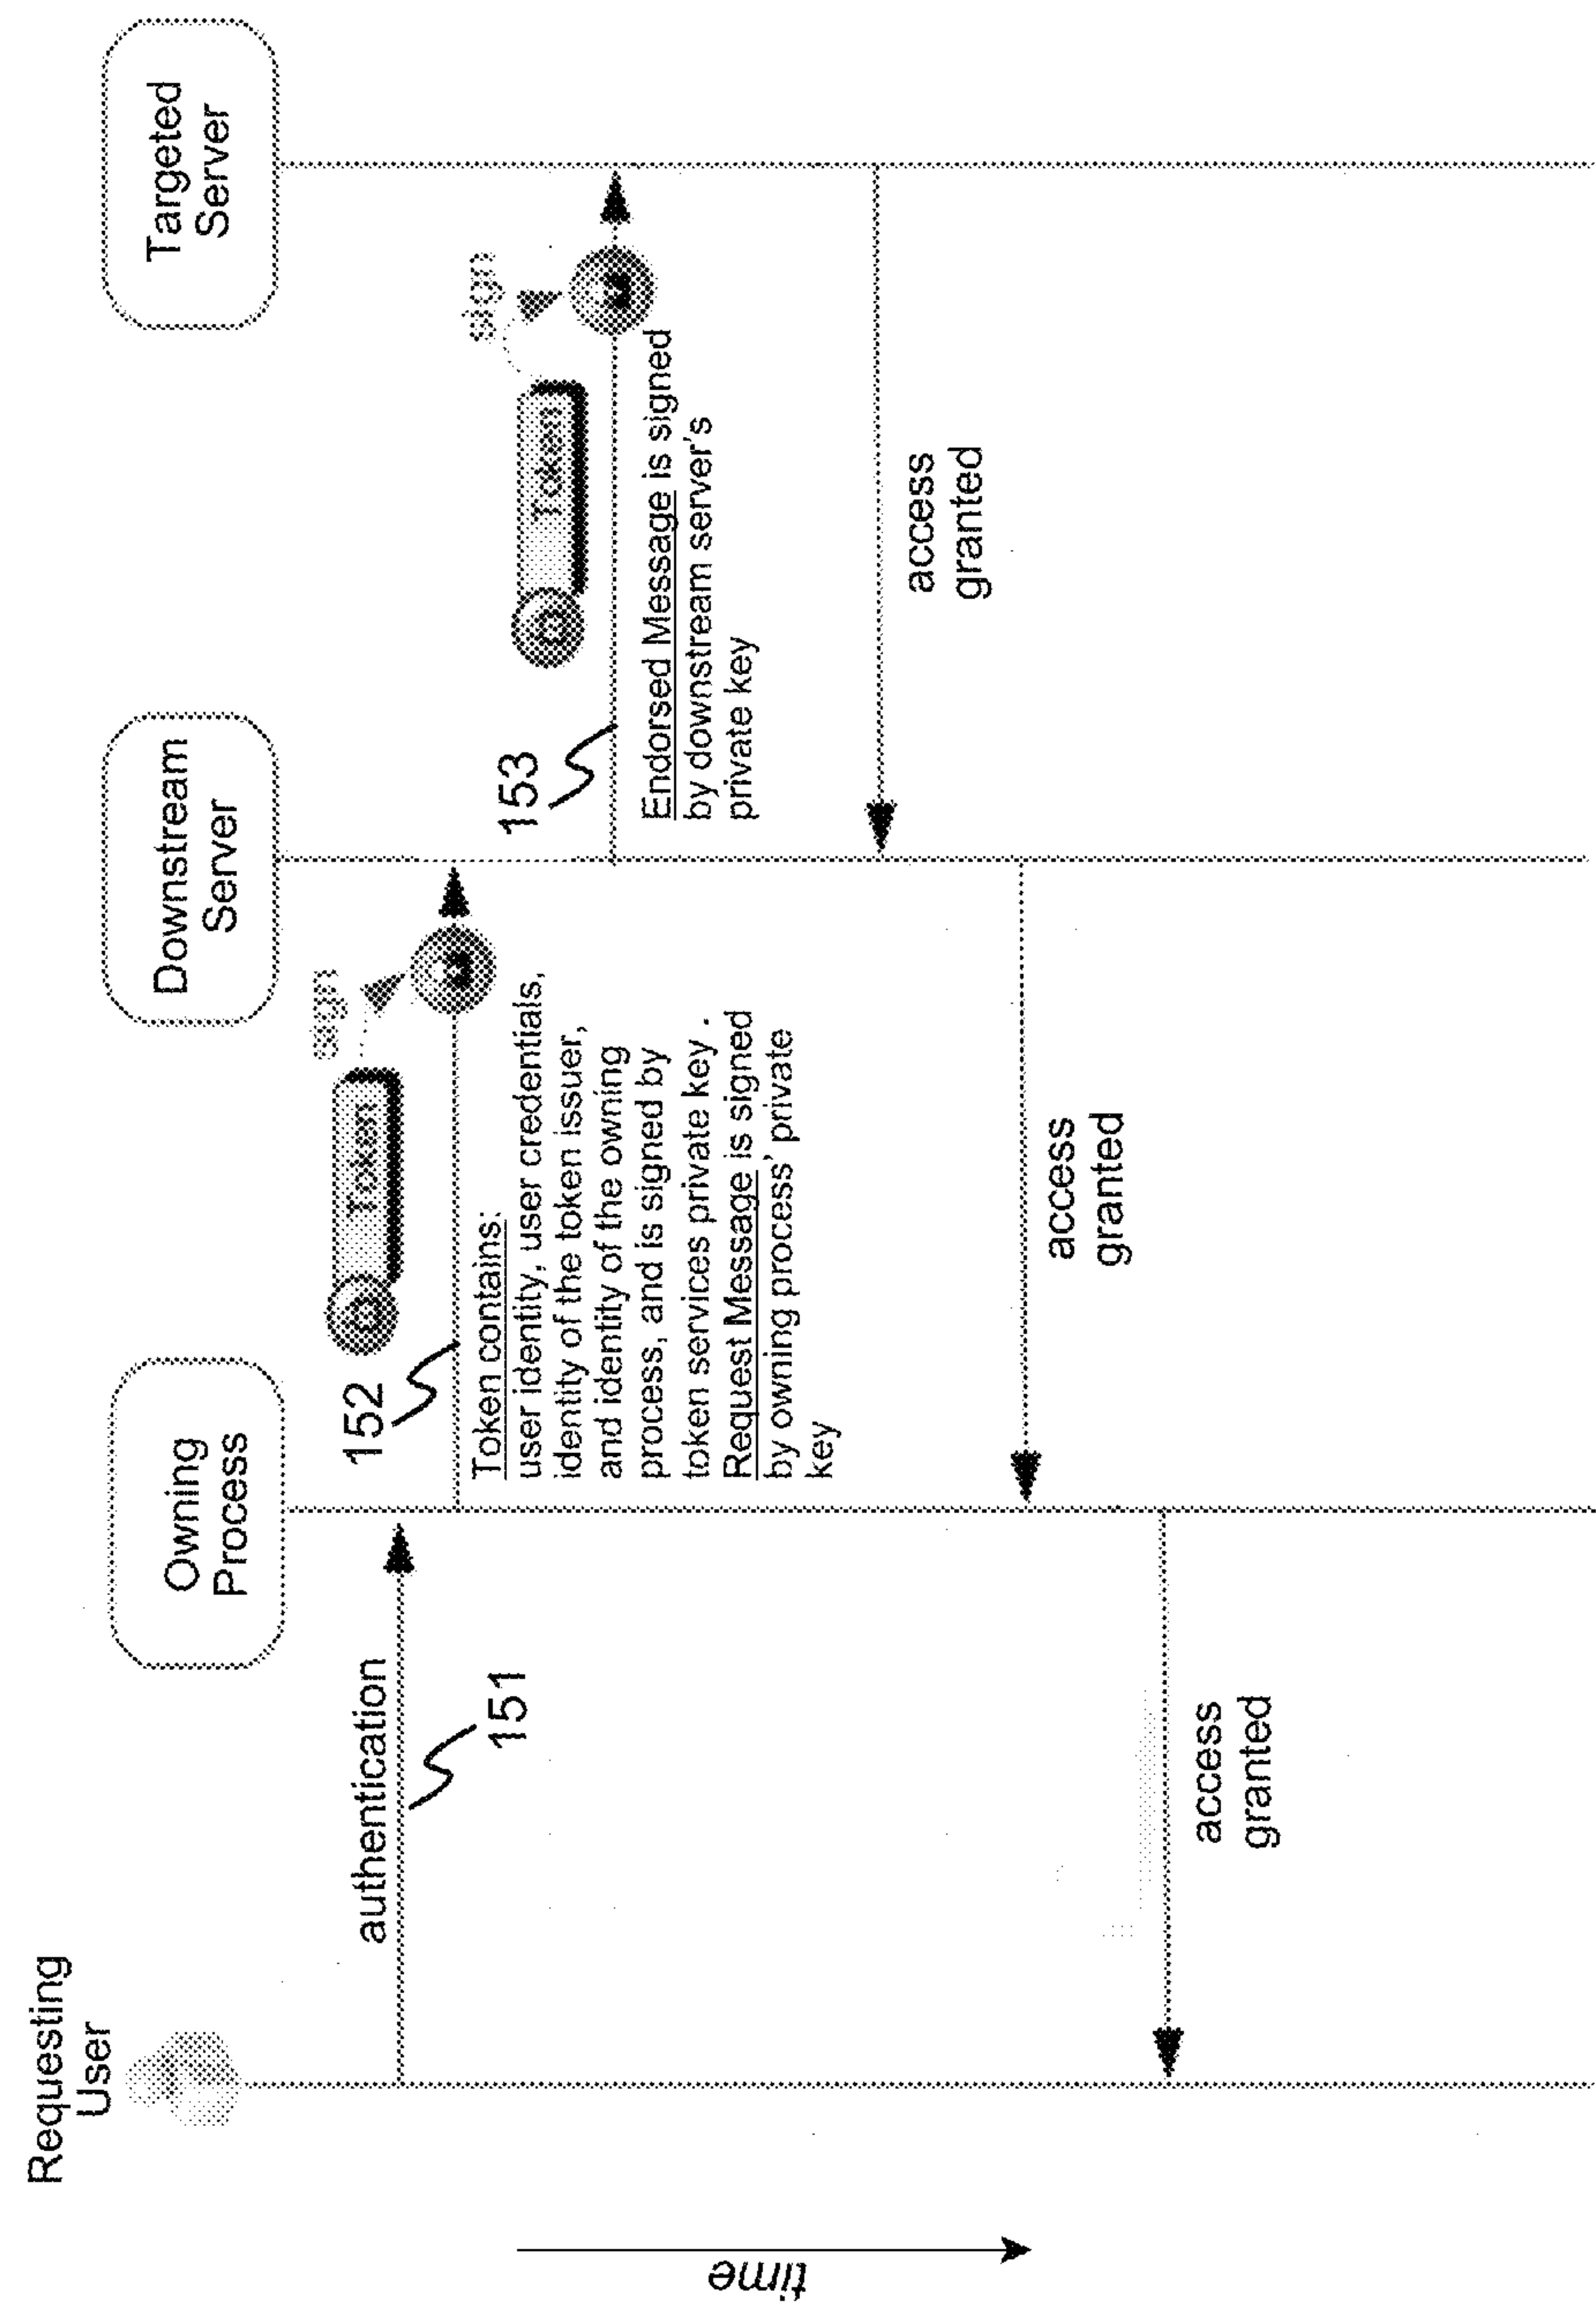 Requesting
User
Owning
Process
Downstream
Server
Targeted
Server
time
authentication
151
152
Token
sign
Token contains:
user identity, user credentials,
identity of the token issuer,
and identity of the owning
process, and is signed by
token services private key.
Request Message is signed
by owning process' private
key
153
Token
sign
Endorsed Message is signed
by downstream server's
private key
access
granted
access
granted
access
granted